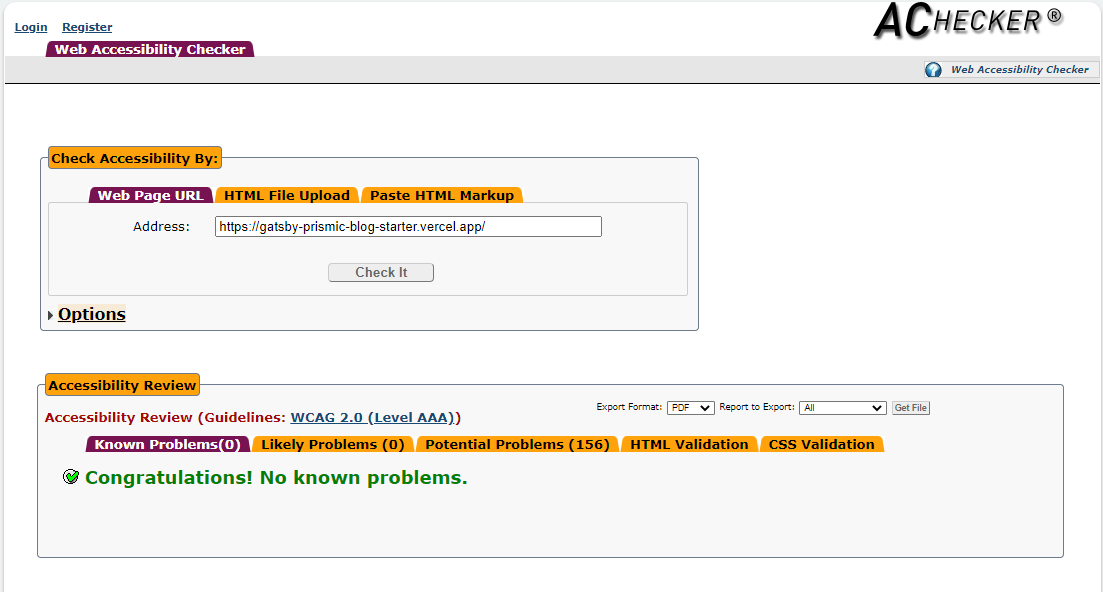 Login Register
ACHECKER ®
Web Accessibility Checker
Web Accessibility Checker
Check Accessibility By:
Web Page URL HTML File Upload Paste HTML Markup
Address: https://gatsby-prismic-blog-starter.vercel.app/
Check It
Options
Accessibility Review
Export Format: PDF Report to Export: All Get File
Accessibility Review (Guidelines: WCAG 2.0 (Level AAA))
Known Problems(0) Likely Problems (0) Potential Problems (156) HTML Validation CSS Validation
Congratulations! No known problems.